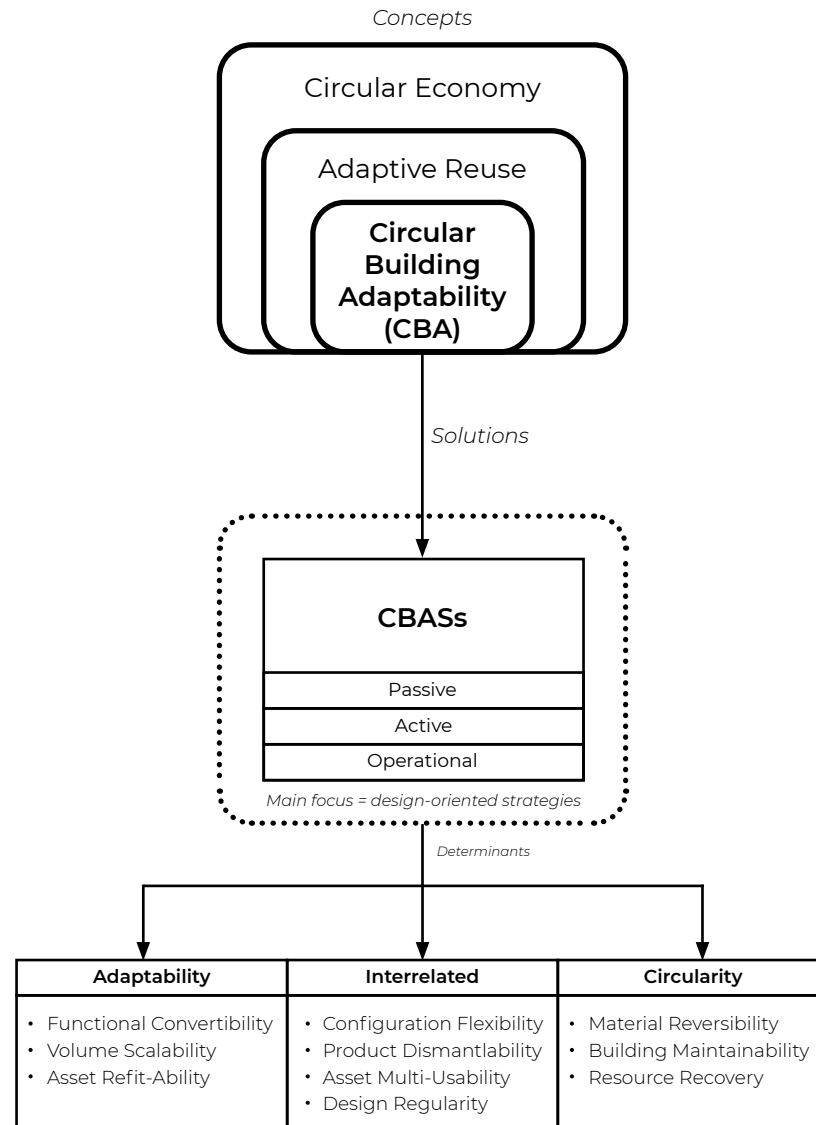 Concepts
Circular Economy
Adaptive Reuse
Circular
Building
Adaptability
(CBA)
Solutions
CBASs
Passive
Active
Operational
Main focus = design-oriented strategies
Determinants
Adaptability
• Functional Convertibility
• Volume Scalability
• Asset Refit-Ability
Interrelated
• Configuration Flexibility
• Product Dismantlability
• Asset Multi-Usability
• Design Regularity
Circularity
• Material Reversibility
• Building Maintainability
• Resource Recovery